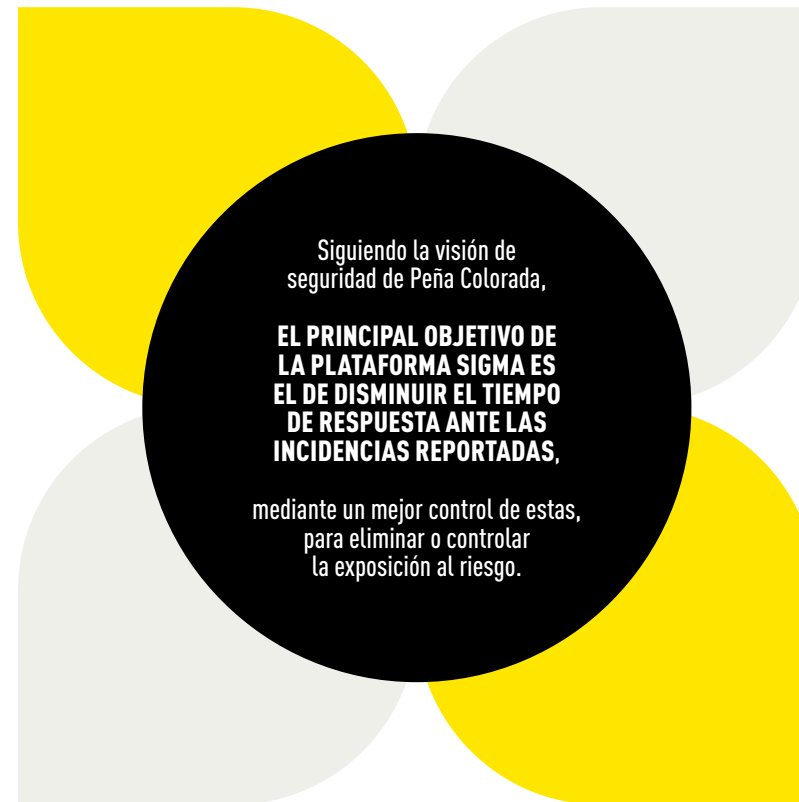 Siguiendo la visión de
seguridad de Peña Colorada,
EL PRINCIPAL OBJETIVO DE
LA PLATAFORMA SIGMA ES
EL DE DISMINUIR EL TIEMPO
DE RESPUESTA ANTE LAS
INCIDENCIAS REPORTADAS,
mediante un mejor control de estas,
para eliminar o controlar
la exposición al riesgo.